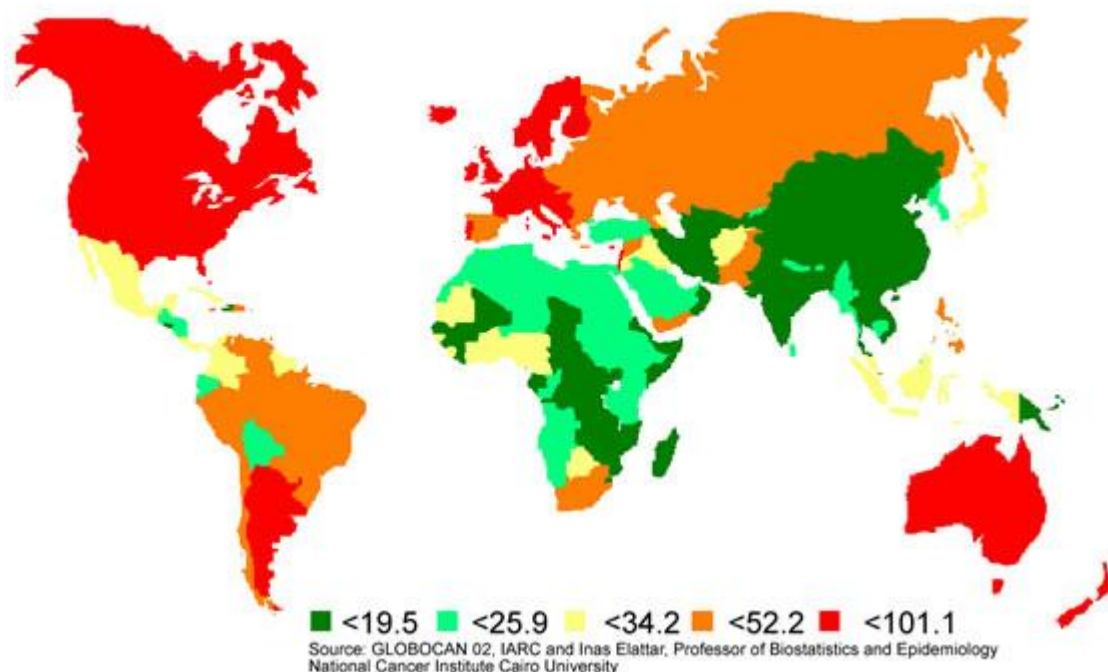 <19.5 <25.9 <34.2 <52.2 <101.1
Source: GLOBOCAN 02, IARC and Inas Elattar, Professor of Biostatistics and Epidemiology
National Cancer Institute Cairo University